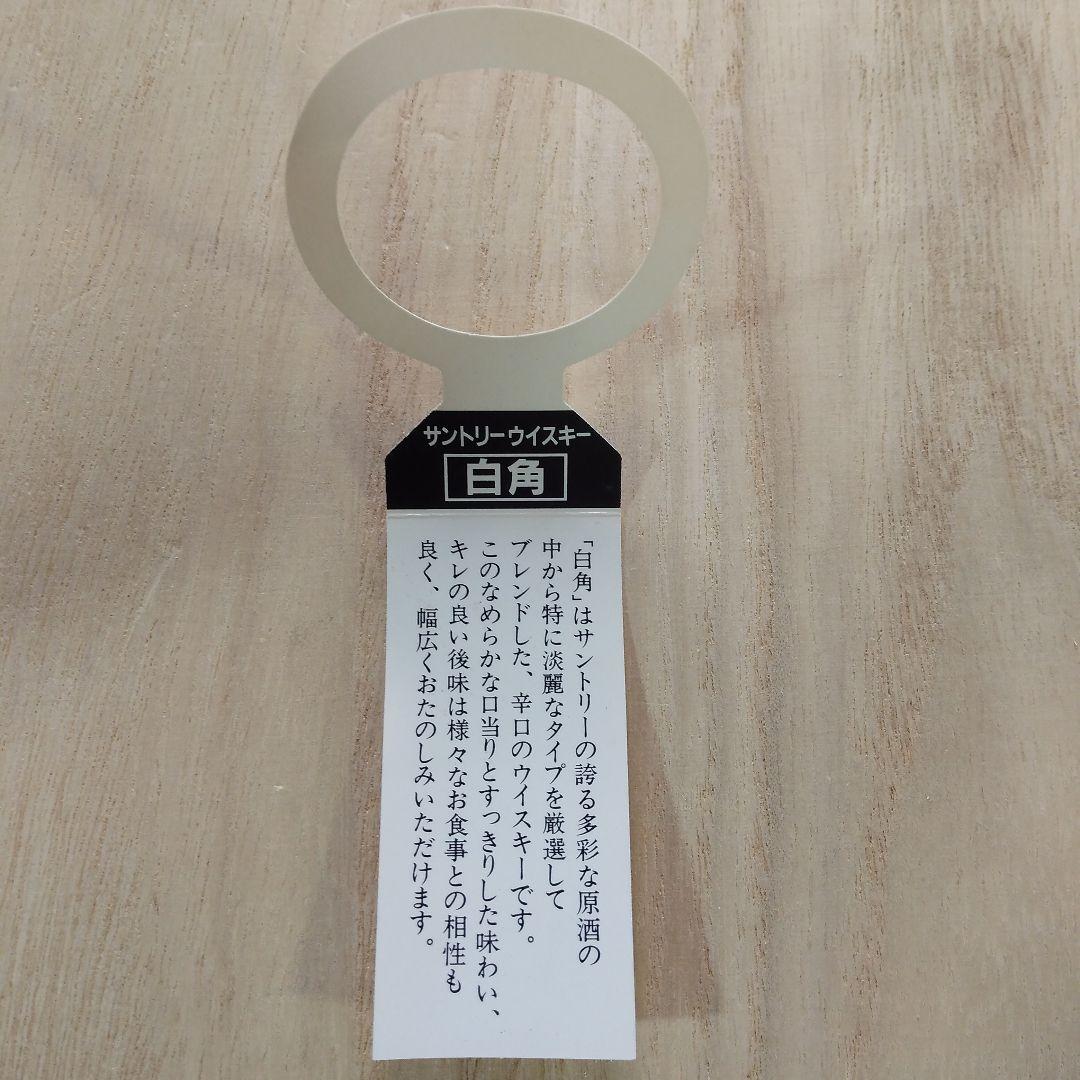 サントリーウイスキー
白角
「白角」はサントリーの誇る多彩な原酒の
中から特に淡麗なタイプを厳選して
ブレンドした、辛口のウイスキーです。
このなめらかな口当りとすっきりした味わい、
キレの良い後味は様々なお食事との相性も
良く、幅広くおたのしみいただけます。